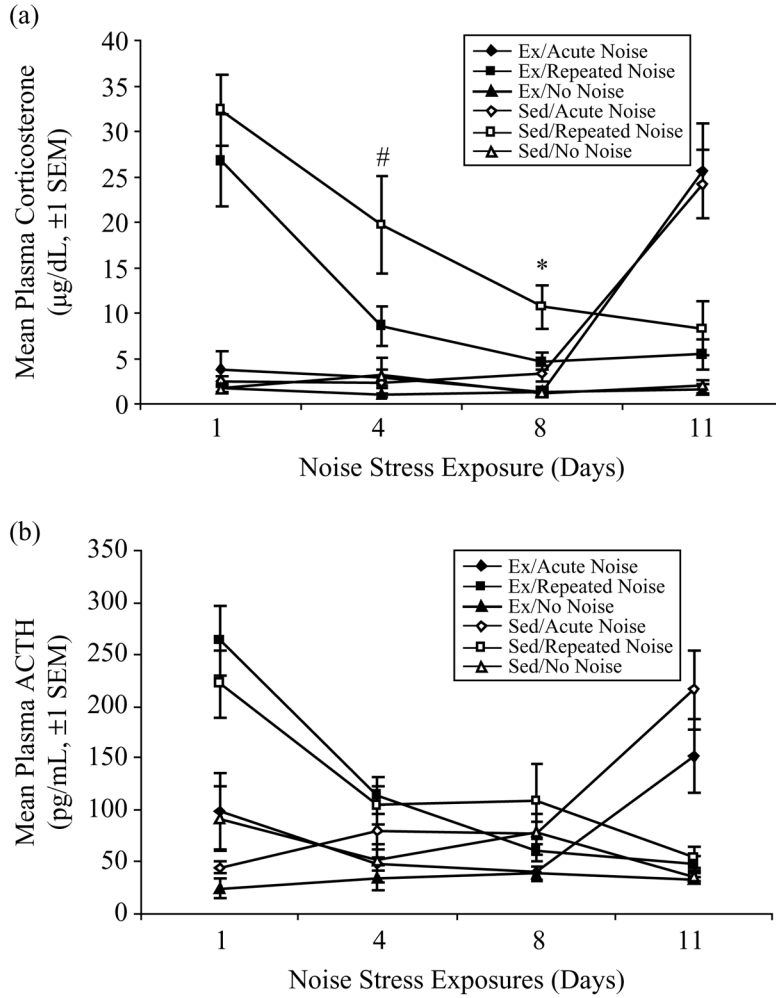 (a)
40
35
30
25
20
15
10
5
0
Mean Plasma Corticosterone
(µg/dL, ±1 SEM)
Ex/Acute Noise
Ex/Repeated Noise
Ex/No Noise
Sed/Acute Noise
Sed/Repeated Noise
Sed/No Noise
#
*
1 4 8 11
Noise Stress Exposure (Days)
(b)
350
300
250
200
150
100
50
0
Mean Plasma ACTH
(pg/mL, ±1 SEM)
Ex/Acute Noise
Ex/Repeated Noise
Ex/No Noise
Sed/Acute Noise
Sed/Repeated Noise
Sed/No Noise
1 4 8 11
Noise Stress Exposures (Days)